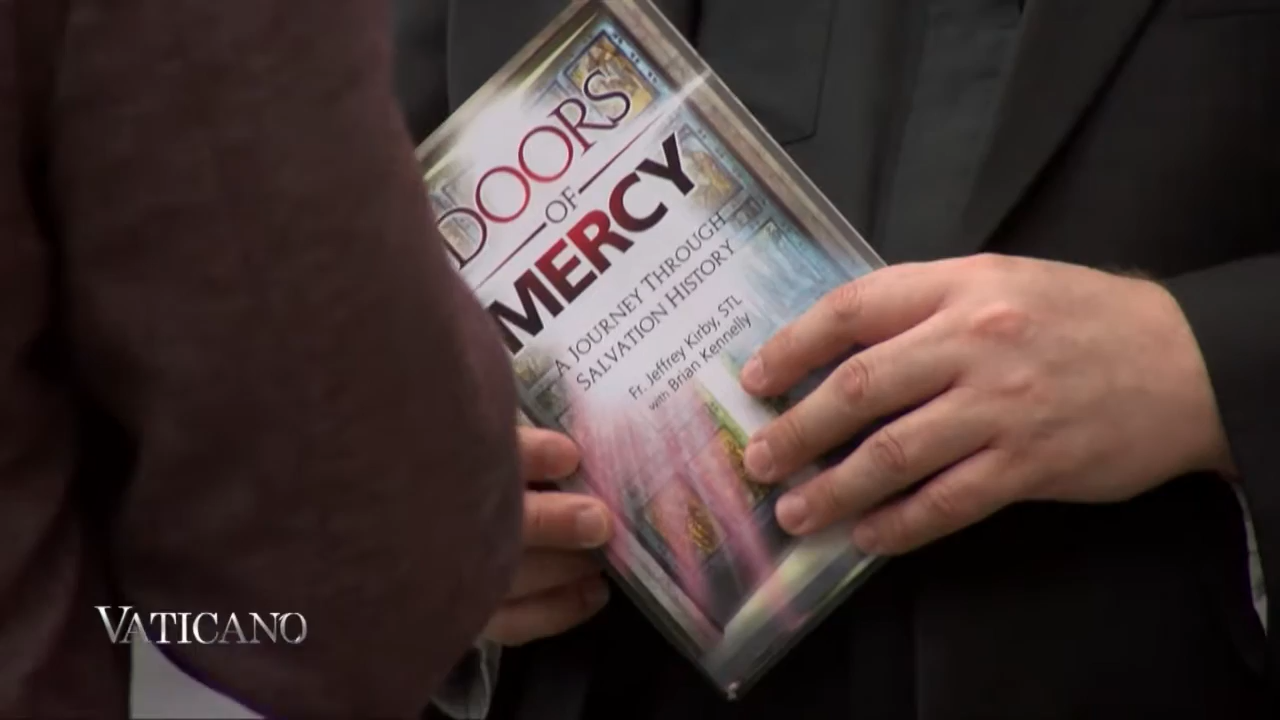 DOORS
OF
MERCY
A JOURNEY THROUGH
SALVATION HISTORY
Fr. Jeffrey Kirby, STL
with Brian Kennelly
VATICANO